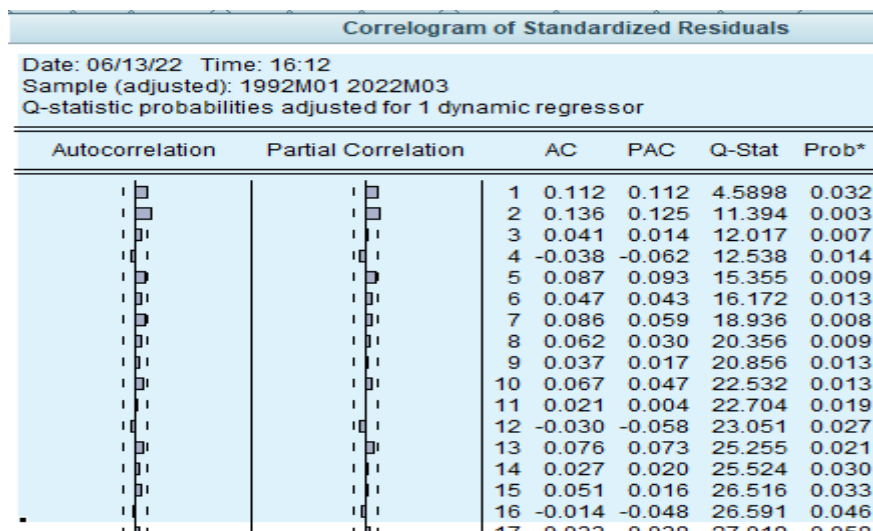 Correlogram of Standardized Residuals
Date: 06/13/22 Time: 16:12
Sample (adjusted): 1992M01 2022M03
Q-statistic probabilities adjusted for 1 dynamic regressor
Autocorrelation Partial Correlation AC PAC Q-Stat Prob*
1 0.112 0.112 4.5898 0.032
2 0.136 0.125 11.394 0.003
3 0.041 0.014 12.017 0.007
4 -0.038 -0.062 12.538 0.014
5 0.087 0.093 15.355 0.009
6 0.047 0.043 16.172 0.013
7 0.086 0.059 18.936 0.008
8 0.062 0.030 20.356 0.009
9 0.037 0.017 20.856 0.013
10 0.067 0.047 22.532 0.013
11 0.021 0.004 22.704 0.019
12 -0.030 -0.058 23.051 0.027
13 0.076 0.073 25.255 0.021
14 0.027 0.020 25.524 0.030
15 0.051 0.016 26.516 0.033
16 -0.014 -0.048 26.591 0.046